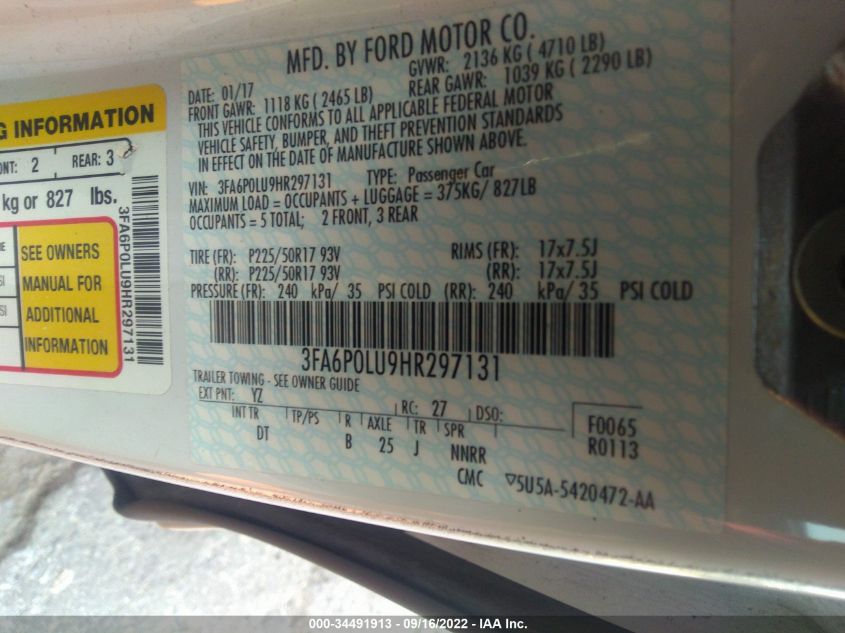 MFD. BY FORD MOTOR CO.
DATE: 01/17 GVWR: 2136 KG ( 4710 LB)
FRONT GAWR: 1118 KG ( 2465 LB) REAR GAWR: 1039 KG ( 2290 LB)
THIS VEHICLE CONFORMS TO ALL APPLICABLE FEDERAL MOTOR
VEHICLE SAFETY, BUMPER, AND THEFT PREVENTION STANDARDS
IN EFFECT ON THE DATE OF MANUFACTURE SHOWN ABOVE.
VIN: 3FA6P0LU9HR297131 TYPE: Passenger Car
MAXIMUM LOAD = OCCUPANTS + LUGGAGE = 375KG/ 827LB
OCCUPANTS = 5 TOTAL; 2 FRONT, 3 REAR
TIRE (FR): P225/50R17 93V RIMS (FR): 17x7.5J
(RR): P225/50R17 93V (RR): 17x7.5J
PRESSURE (FR): 240 kPa/ 35 PSI COLD (RR): 240 kPa/ 35 PSI COLD
3FA6P0LU9HR297131
TRAILER TOWING - SEE OWNER GUIDE
EXT PNT: YZ RC: 27 DSO:
INT TR TP/PS R AXLE TR SPR
DT B 25 J NNRR
CMC
F0065
R0113
5U5A-5420472-AA
INFORMATION
2 REAR: 3
kg or 827 lbs.
SEE OWNERS
MANUAL FOR
ADDITIONAL
INFORMATION
3FA6P0LU9HR297131
000-34491913 - 09/16/2022 - IAA Inc.